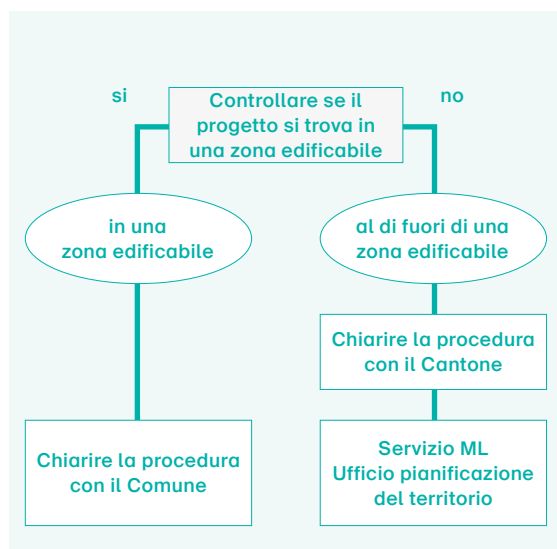 si
Controllare se il
progetto si trova in
una zona edificabile
no
in una
zona edificabile
al di fuori di una
zona edificabile
Chiarire la procedura
con il Cantone
Chiarire la procedura
con il Comune
Servizio ML
Ufficio pianificazione
del territorio